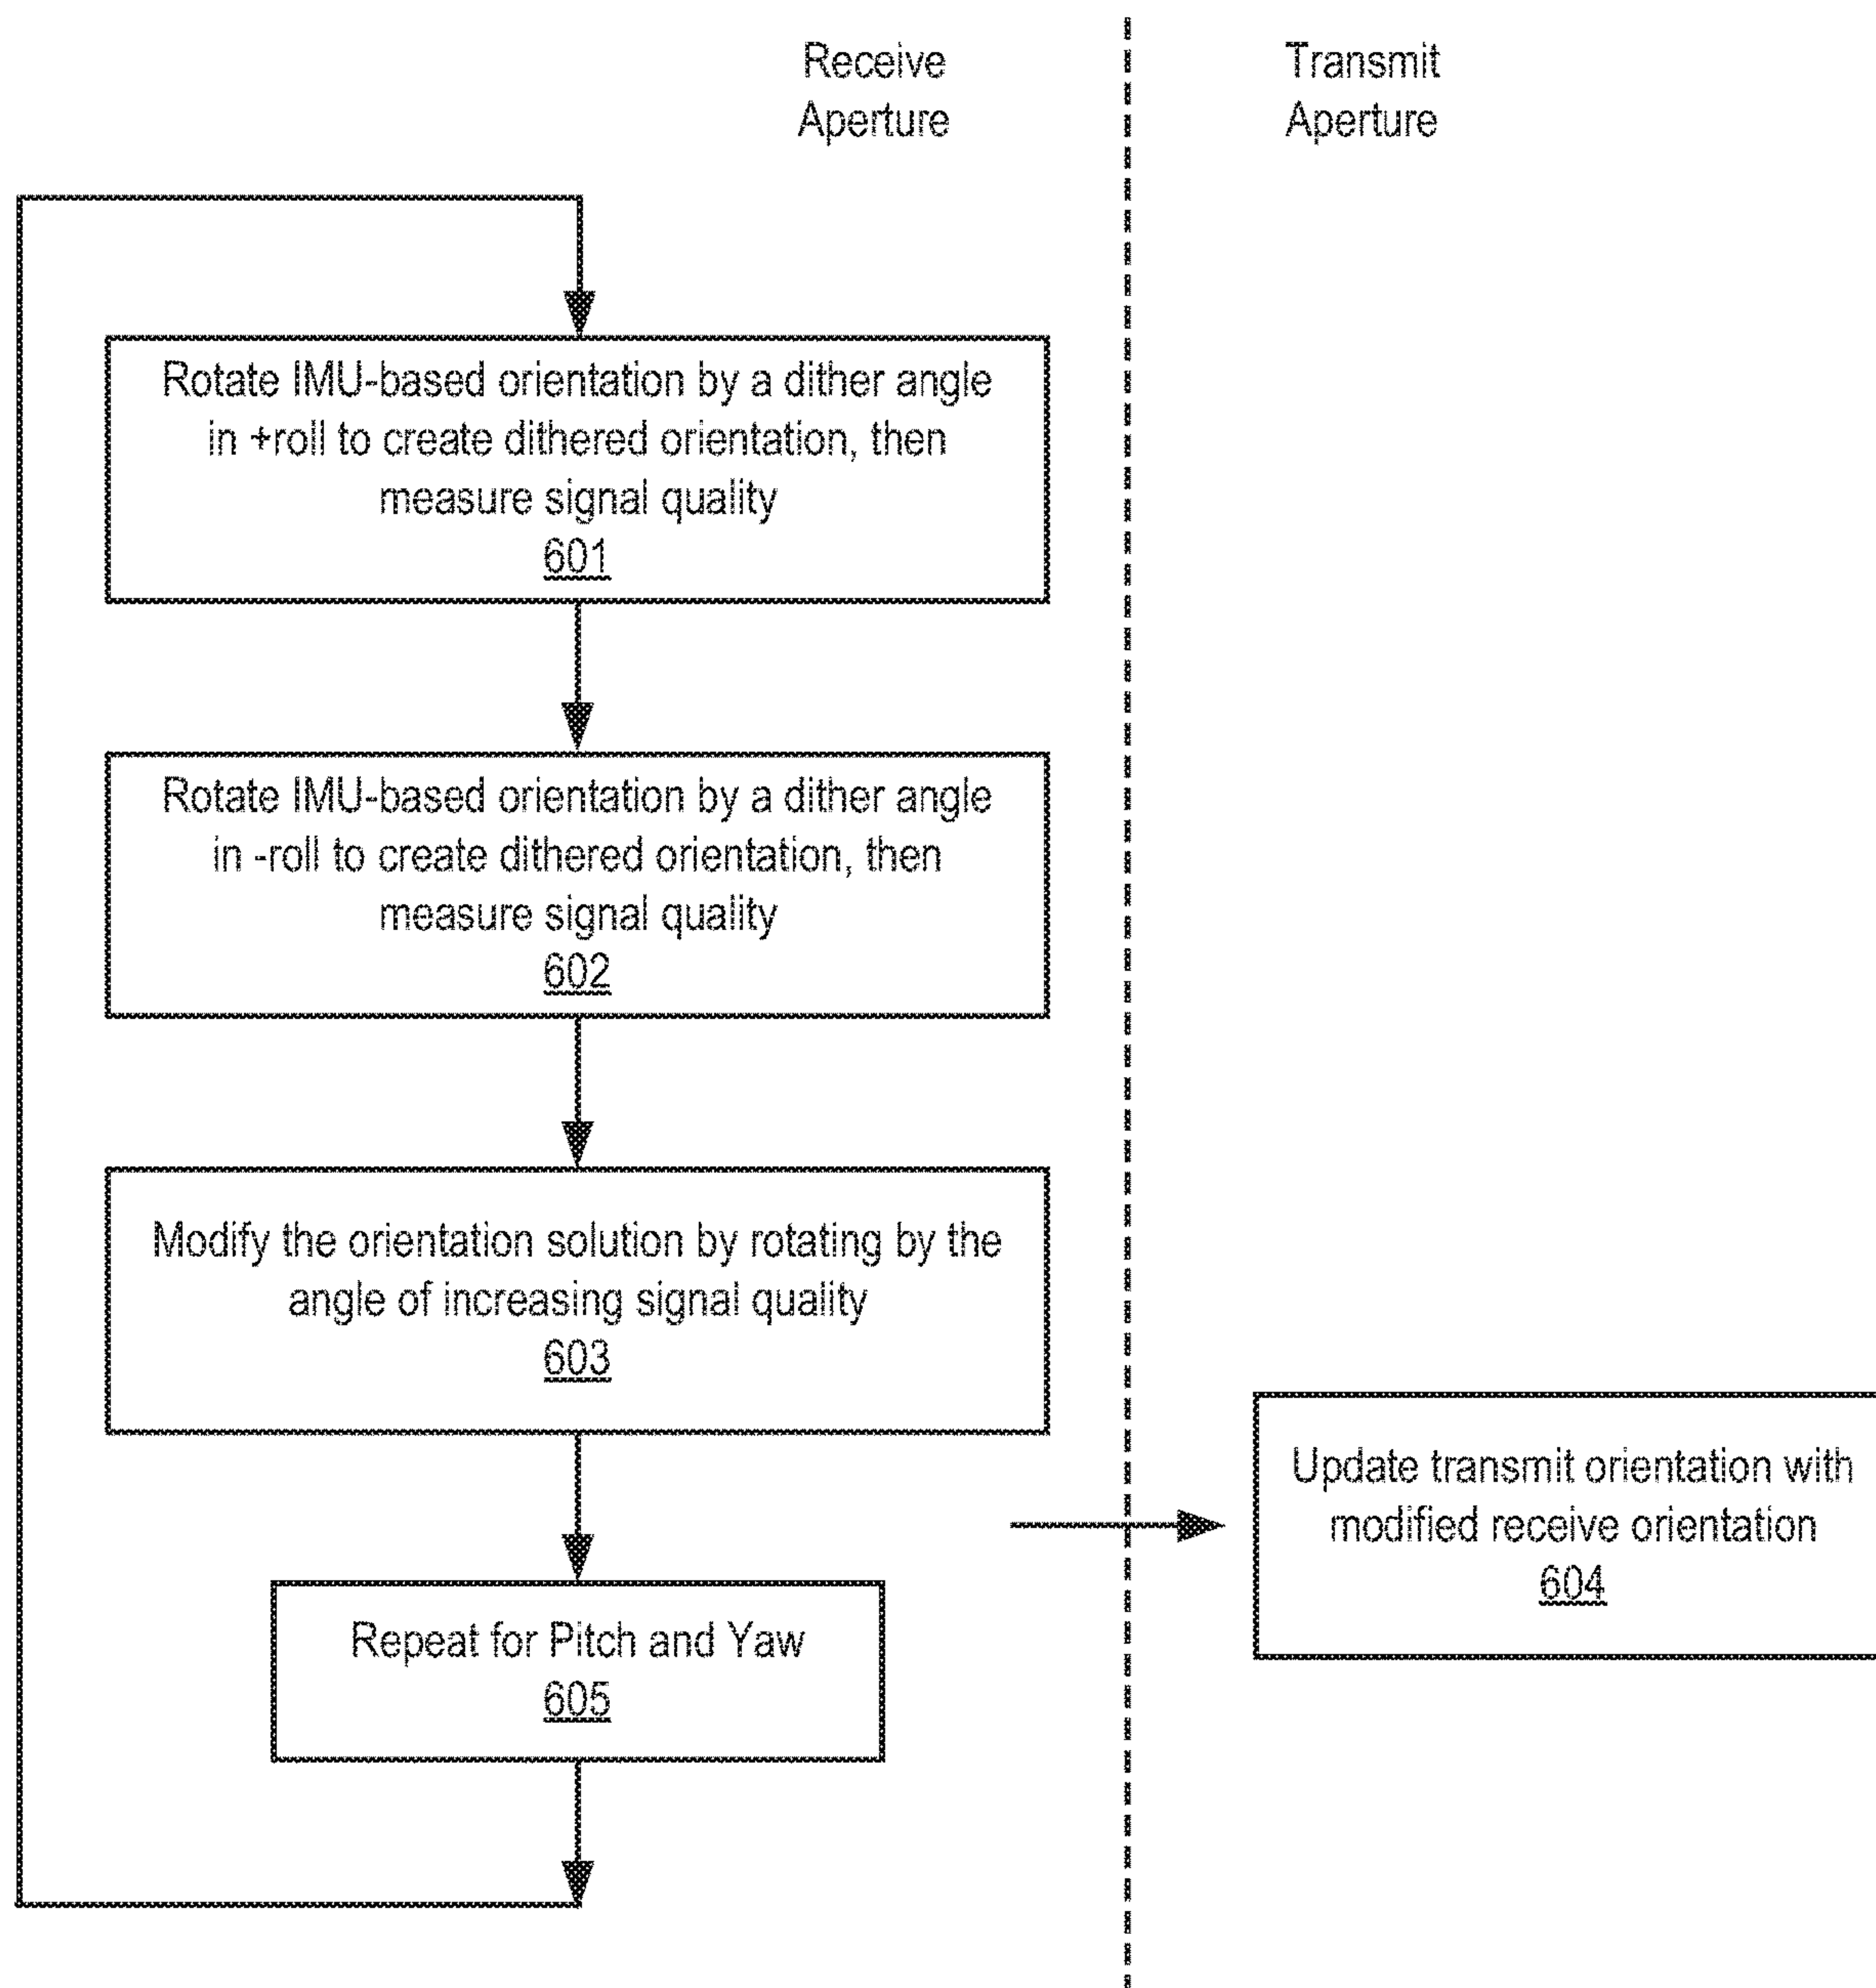 Receive
Aperture
Transmit
Aperture
Rotate IMU-based orientation by a dither angle
in +roll to create dithered orientation, then
measure signal quality
601
Rotate IMU-based orientation by a dither angle
in -roll to create dithered orientation, then
measure signal quality
602
Modify the orientation solution by rotating by the
angle of increasing signal quality
603
Update transmit orientation with
modified receive orientation
604
Repeat for Pitch and Yaw
605